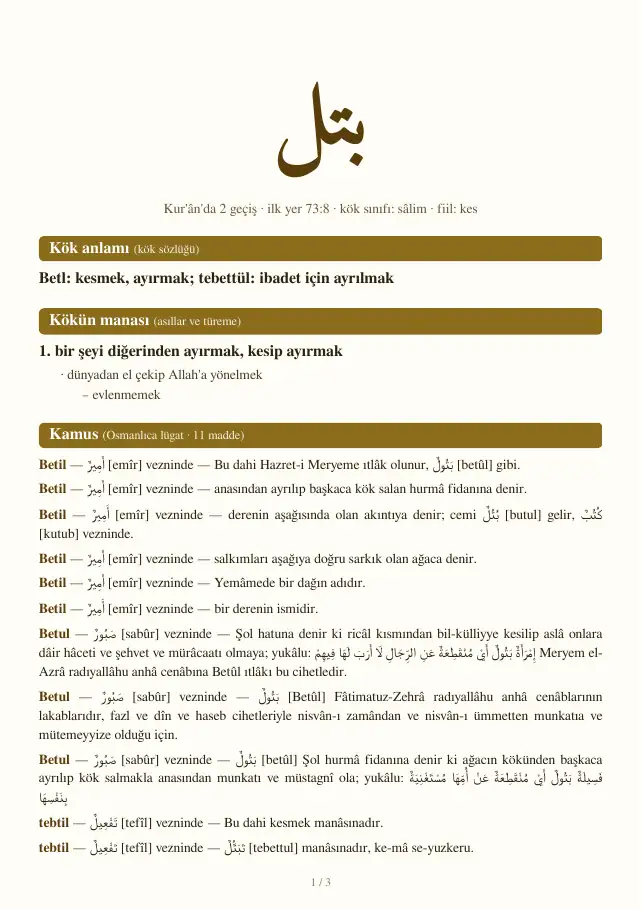 بتل
Kur'ân'da 2 geçiş · ilk yer 73:8 · kök sınıfı: sâlim · fiil: kes
Kök anlamı (kök sözlüğü)
Betl: kesmek, ayırmak; tebettül: ibadet için ayrılmak
Kökün manası (asıllar ve türeme)
1. bir şeyi diğerinden ayırmak, kesip ayırmak
· dünyadan el çekip Allah'a yönelmek
– evlenmemek
Kamus (Osmanlıca lügat · 11 madde)
Betil — أَمِيرٌ [emîr] vezninde — Bu dahi Hazret-i Meryeme ıtlâk olunur, بَتُولٌ [betûl] gibi.
Betil — أَمِيرٌ [emîr] vezninde — anasından ayrılıp başkaca kök salan hurmâ fidanına denir.
Betil — أَمِيرٌ [emîr] vezninde — derenin aşağısında olan akıntıya denir; cemi بُتُلٌ [butul] gelir, كُتُبٌ
[kutub] vezninde.
Betil — أَمِيرٌ [emîr] vezninde — salkımları aşağıya doğru sarkık olan ağaca denir.
Betil — أَمِيرٌ [emîr] vezninde — Yemâmede bir dağın adıdır.
Betil — أَمِيرٌ [emîr] vezninde — bir derenin ismidir.
Betul — صَبُورٌ [sabûr] vezninde — Şol hatuna denir ki ricâl kısmından bil-külliyye kesilip aslâ onlara
dâir hâceti ve şehvet ve mürâcaatı olmaya; yukâlu: إِمْرَأَةٌ بَتُولٌ أَيْ مُنْقَطِعَةٌ عَنِ الرِّجَالِ لَا أَرَبَ لَهَا فِيهِمْ Meryem el-
Azrâ radıyallâhu anhâ cenâbına Betûl ıtlâkı bu cihetledir.
Betul — صَبُورٌ [sabûr] vezninde — بَتُولٌ [Betûl] Fâtimatuz-Zehrâ radıyallâhu anhâ cenâblarının
lakablarıdır, fazl ve dîn ve haseb cihetleriyle nisvân-ı zamândan ve nisvân-ı ümmetten munkatıa ve
mütemeyyize olduğu için.
Betul — صَبُورٌ [sabûr] vezninde — بَتُولٌ [betûl] Şol hurmâ fidanına denir ki ağacın kökünden başkaca
ayrılıp kök salmakla anasından munkatı ve müstagnî ola; yukâlu: فَسِيلَةٌ بَتُولٌ أَيْ مُنْقَطِعَةٌ عَنْ أُمِّهَا مُسْتَغْنِيَةٌ
بِنَفْسِهَا
tebtil — تَفْعِيلٌ [tefîl] vezninde — Bu dahi kesmek manâsınadır.
tebtil — تَفْعِيلٌ [tefîl] vezninde — تَبَتُّلٌ [tebettul] manâsınadır, ke-mâ se-yuzkeru.
1 / 3